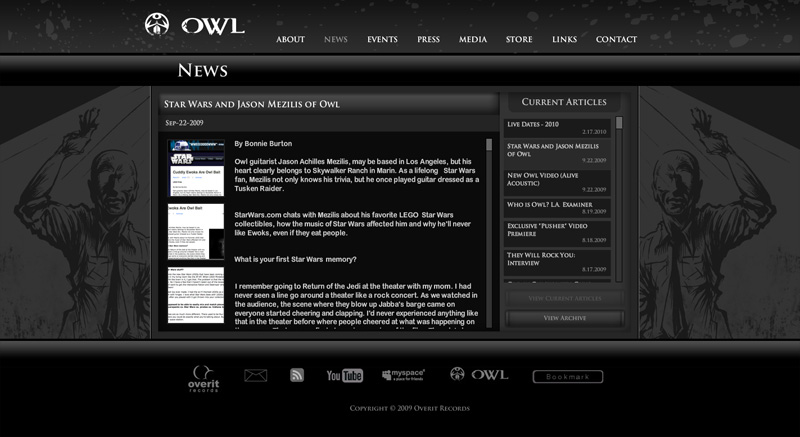 OWL
ABOUT NEWS EVENTS PRESS MEDIA STORE LINKS CONTACT
News
Star Wars and Jason Mezilis of Owl
Sep-22-2009
STAR WARS
Cuddly Ewoks Are Owl Bait
By Bonnie Burton
Owl guitarist Jason Achilles Mezilis, may be based in Los Angeles, but his
heart clearly belongs to Skywalker Ranch in Marin. As a lifelong Star Wars
fan, Mezilis not only knows his trivia, but he once played guitar dressed as a
Tusken Raider.
StarWars.com chats with Mezilis about his favorite LEGO Star Wars
collectibles, how the music of Star Wars affected him and why he'll never
like Ewoks, even if they eat people.
What is your first Star Wars memory?
I remember going to Return of the Jedi at the theater with my mom. I had
never seen a line go around a theater like a rock concert. As we watched in
the audience, the scene where they blow up Jabba's barge came on
everyone started cheering and clapping. I'd never experienced anything like
that in the theater before where people cheered at what was happening on
Current Articles
Live Dates - 2010
2.17.2010
Star Wars and Jason Mezilis
of Owl
9.22.2009
New Owl Video (Alive
Acoustic)
9.22.2009
Who is Owl? L.A. Examiner
8.19.2009
Exclusive "Pusher" Video
Premiere
8.18.2009
They Will Rock You:
Interview
8.17.2009
View Current Articles
View Archive
overit
records
YouTube
myspace
a place for friends
OWL
Bookmark
Copyright © 2009 Overit Records